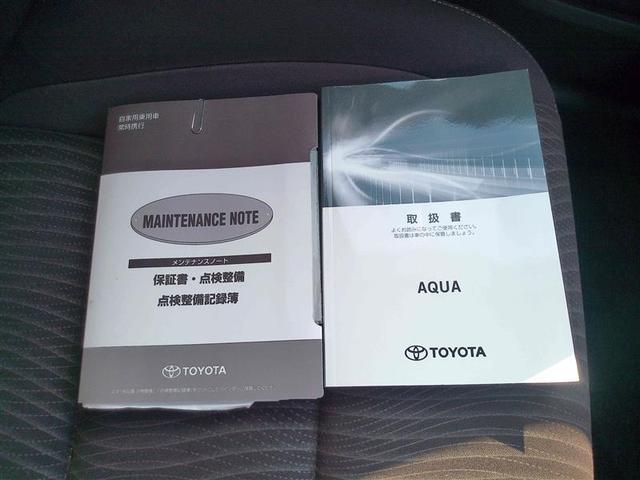 自家用乗用車
常時携行
MAINTENANCE NOTE
メンテナンスノート
保証書・点検整備
点検整備記録簿
TOYOTA
取扱書
よくお読みになってご使用ください。
取扱書は車の中に保管しましょう。
AQUA
TOYOTA